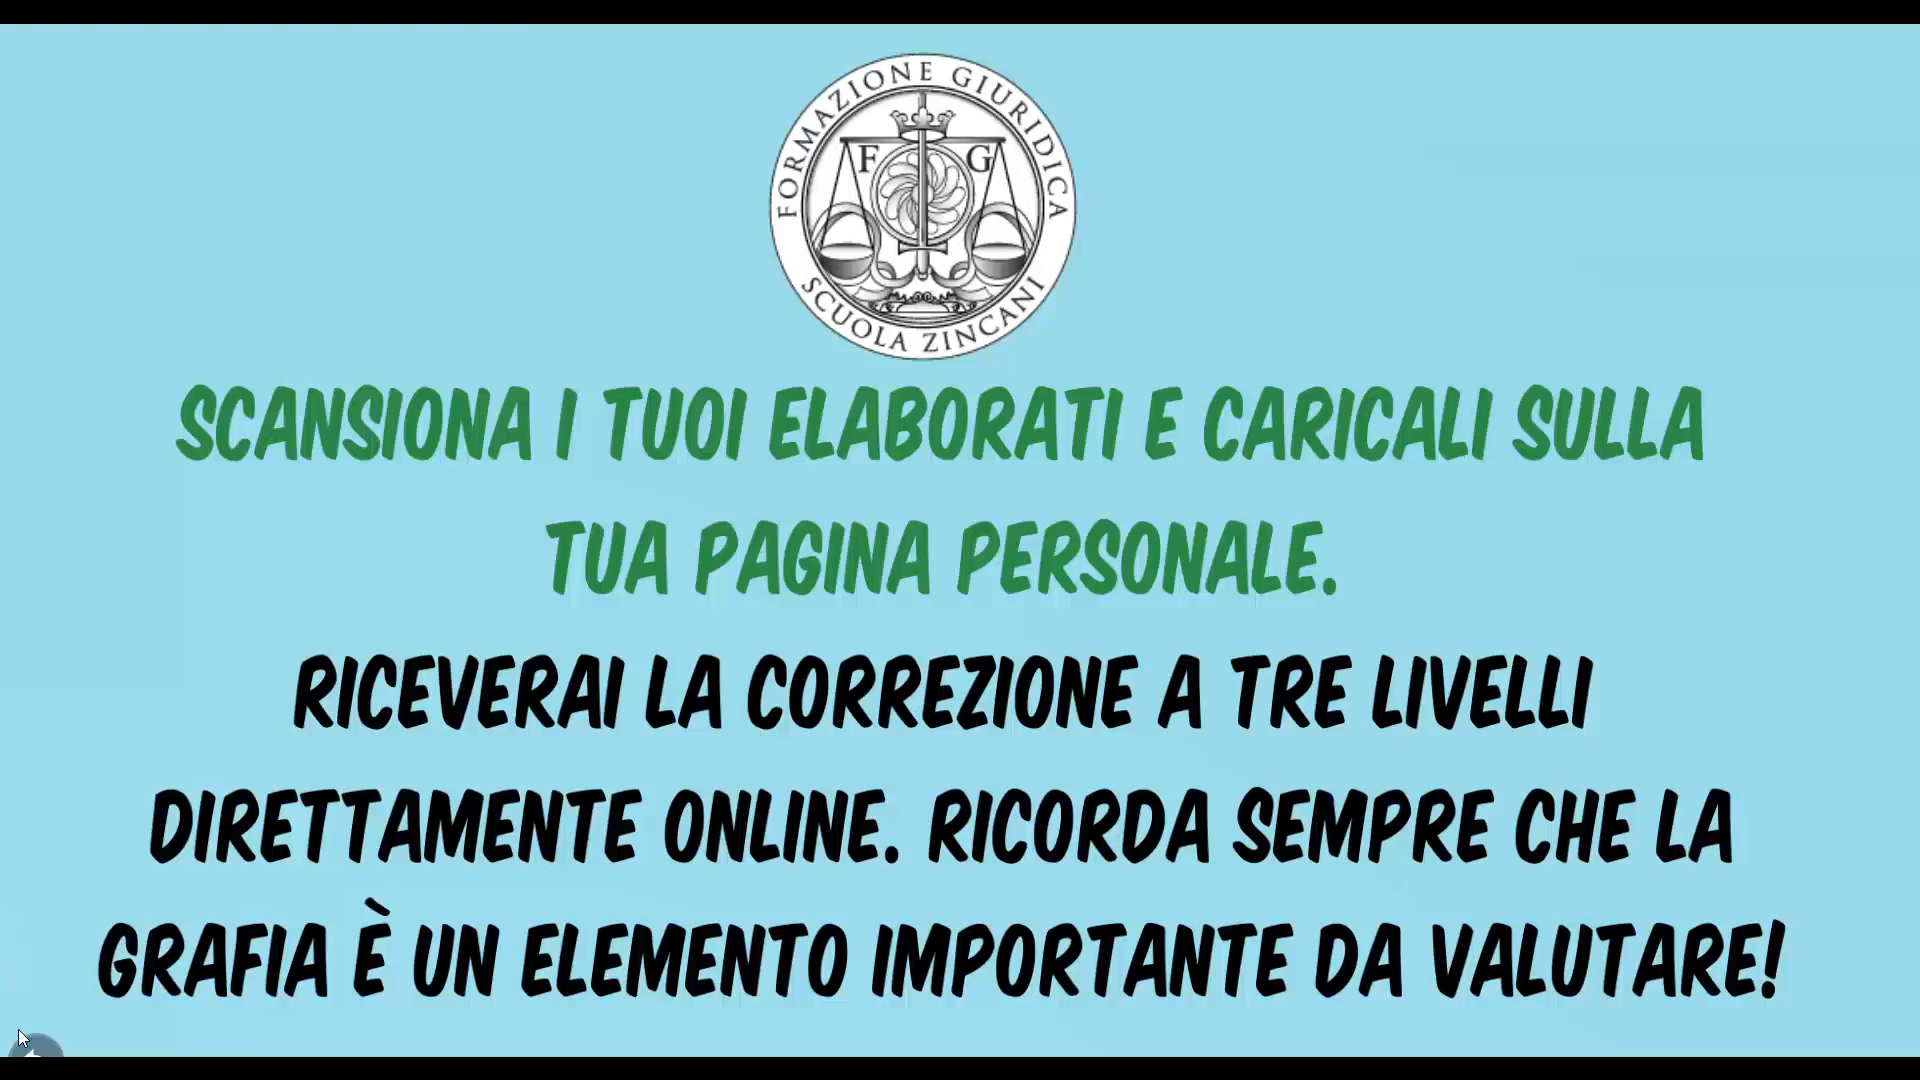 FORMAZIONE GIURIDICA
F G
SCUOLA ZINCANI
SCANSIONA I TUOI ELABORATI E CARICALI SULLA
TUA PAGINA PERSONALE.
RICEVERAI LA CORREZIONE A TRE LIVELLI
DIRETTAMENTE ONLINE. RICORDA SEMPRE CHE LA
GRAFIA È UN ELEMENTO IMPORTANTE DA VALUTARE!